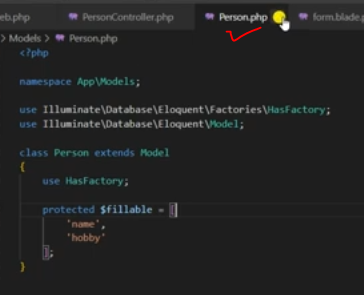 eb.php PersonController.php Person.php form.blade.p
> Models > Person.php
<?php
namespace App\Models;
use Illuminate\Database\Eloquent\Factories\HasFactory;
use Illuminate\Database\Eloquent\Model;
class Person extends Model
{
use HasFactory;
protected $fillable = [
'name',
'hobby'
];
}